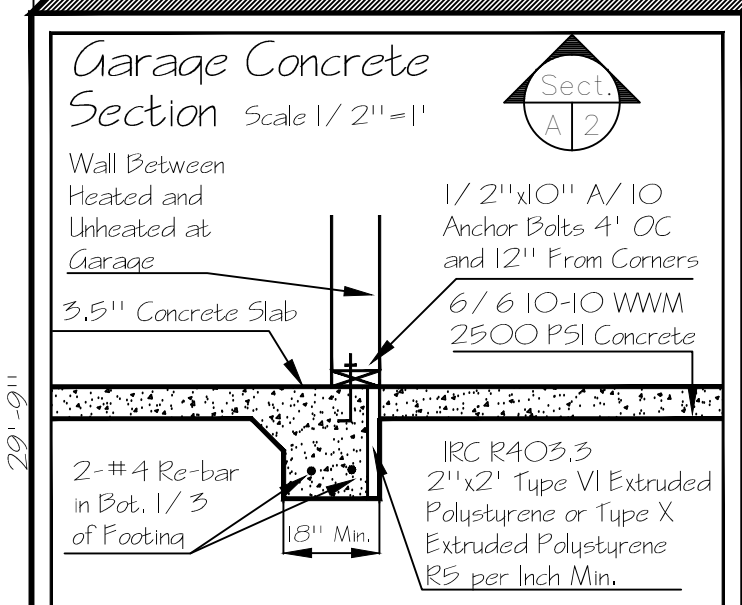 Garage Concrete
Section Scale 1/2"=1'
Sect.
A 2
Wall Between
Heated and
Unheated at
Garage
1/2"x10" A/10
Anchor Bolts 4' OC
and 12" From Corners
3.5" Concrete Slab
6/6 10-10 WWM
2500 PSI Concrete
29'-9"
2-#4 Re-bar
in Bot. 1/3
of Footing
18" Min.
IRC R403.3
2"x2' Type VI Extruded
Polystyrene or Type X
Extruded Polystyrene
R5 per Inch Min.